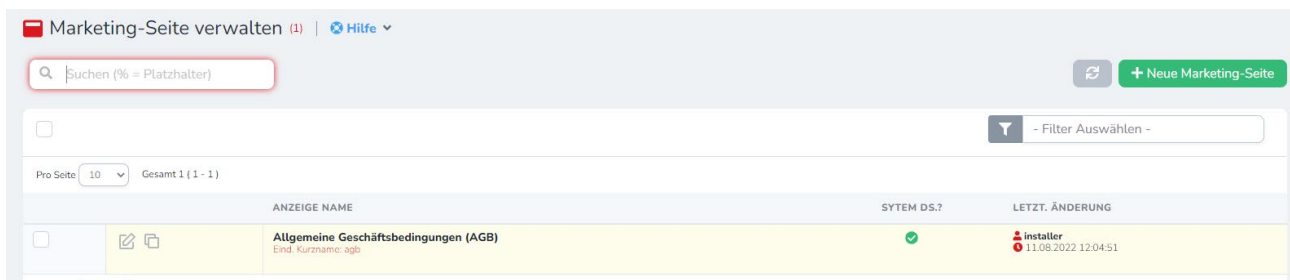 Marketing-Seite verwalten (1) | Hilfe
Suchen (% = Platzhalter)
+ Neue Marketing-Seite
- Filter Auswählen -
Pro Seite 10 Gesamt 1 ( 1 - 1 )
ANZEIGE NAME SYTEM DS.? LETZT. ÄNDERUNG
Allgemeine Geschäftsbedingungen (AGB) installer
Eind. Kurzname: agb 11.08.2022 12:04:51